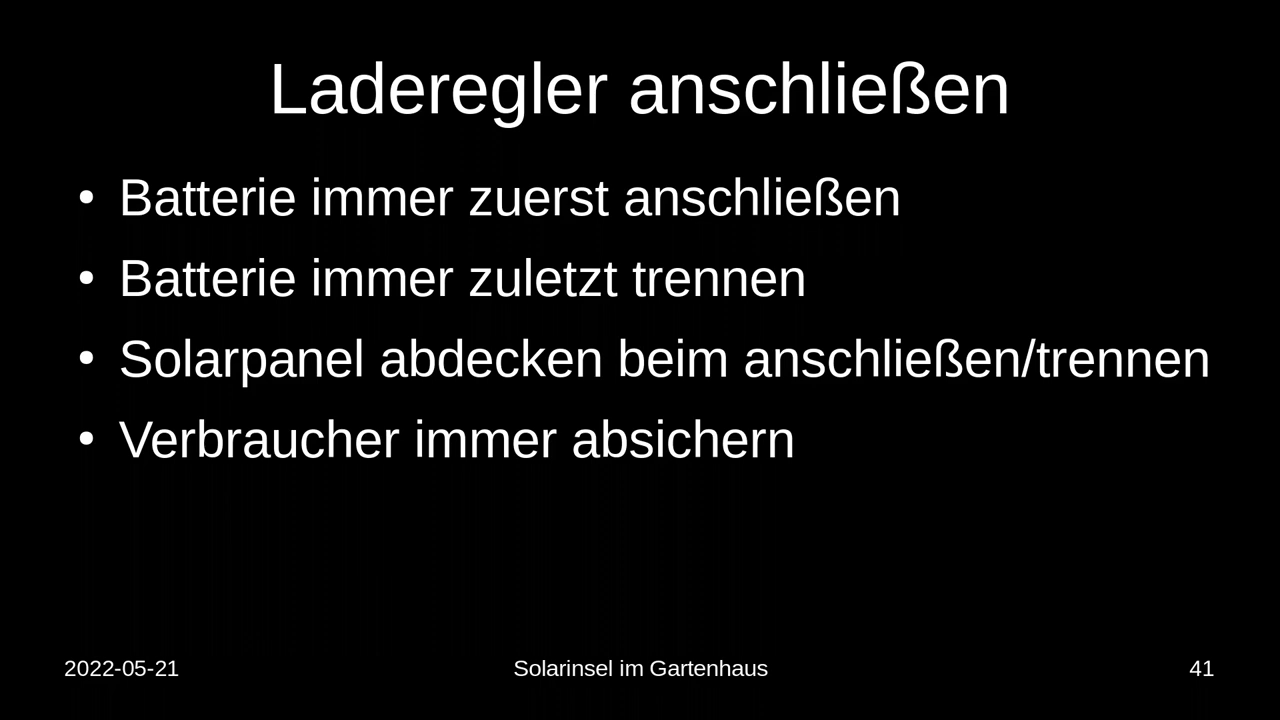 Laderegler anschließen
• Batterie immer zuerst anschließen
• Batterie immer zuletzt trennen
• Solarpanel abdecken beim anschließen/trennen
• Verbraucher immer absichern
2022-05-21 Solarinsel im Gartenhaus 41